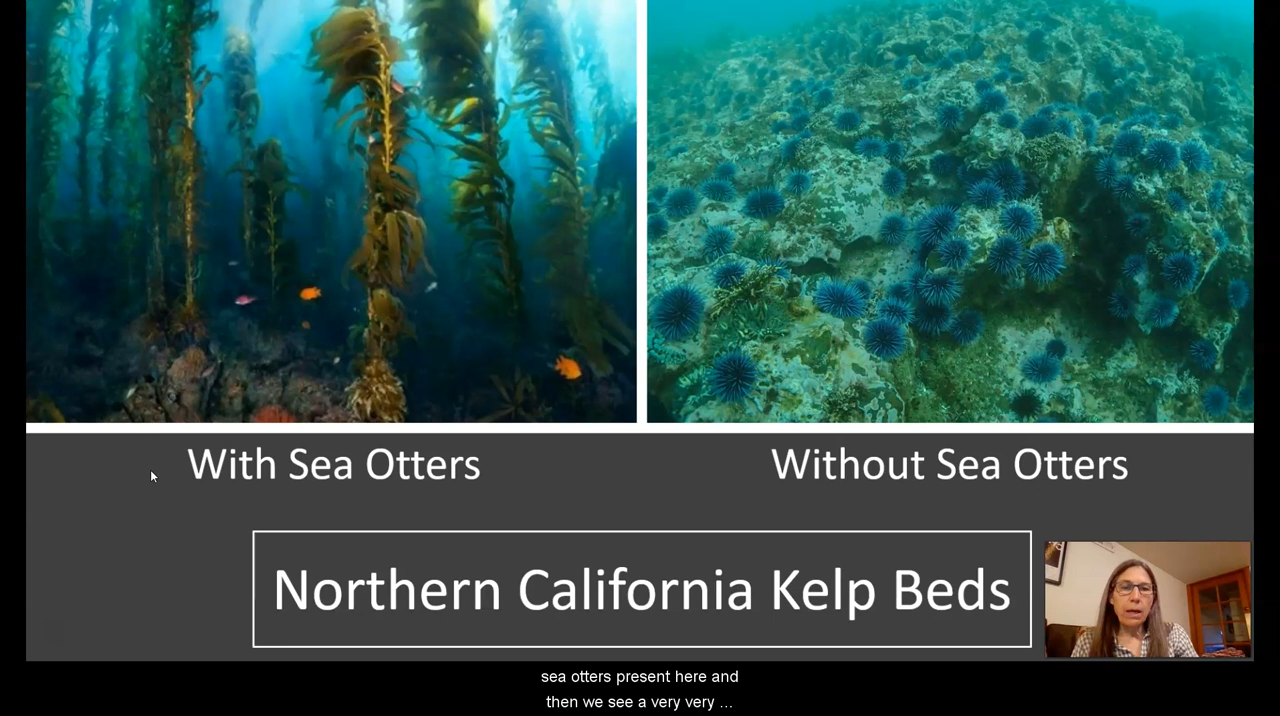 With Sea Otters
Without Sea Otters
Northern California Kelp Beds
sea otters present here and
then we see a very very ...